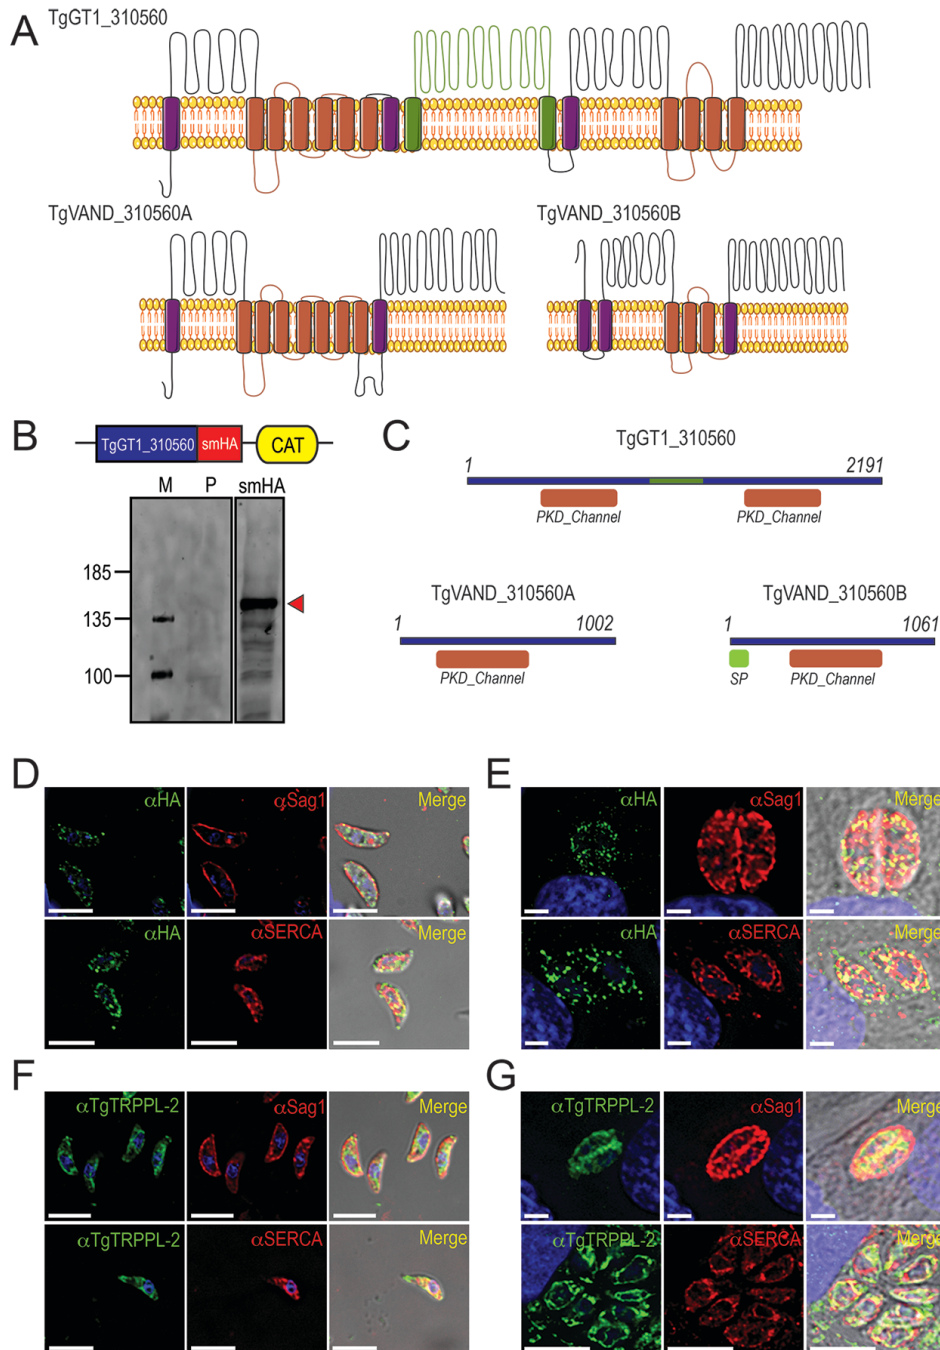 A
TgGT1_310560
TgVAND_310560A
TgVAND_310560B
B
TgGT1_310560 smHA CAT
M P smHA
185
135
100
C
TgGT1_310560
1 2191
PKD_Channel PKD_Channel
TgVAND_310560A
1 1002
PKD_Channel
TgVAND_310560B
1 1061
SP PKD_Channel
D
αHA αSag1 Merge
αHA αSERCA Merge
E
αHA αSag1 Merge
αHA αSERCA Merge
F
αTgTRPPL-2 αSag1 Merge
αTgTRPPL-2 αSERCA Merge
G
αTgTRPPL-2 αSag1 Merge
αTgTRPPL-2 αSERCA Merge